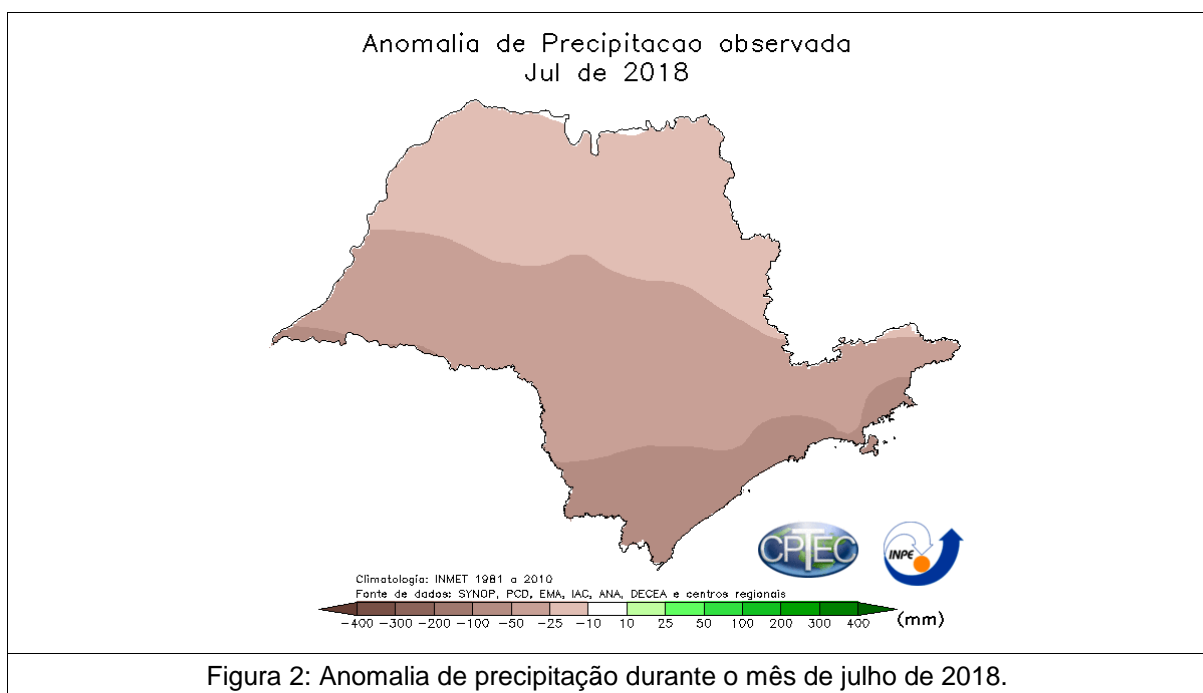 Anomalia de Precipitacao observada
Jul de 2018
CPTEC
INPE
Climatologia: INMET 1981 a 2010
Fonte de dados: SYNOP, PCD, EMA, IAC, ANA, DECEA e centros regionais
-400 -300 -200 -100 -50 -25 -10 10 25 50 100 200 300 400 (mm)
Figura 2: Anomalia de precipitação durante o mês de julho de 2018.